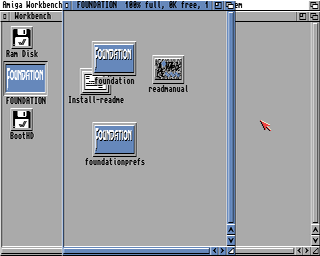 Amiga Workbench
FOUNDATION 100% full, 0K free, 1
em
Workbench
Ram Disk
FOUNDATION
FOUNDATION
BootHD
FOUNDATION
Foundation
Install-readme
readmanual
FOUNDATION
foundationprefs